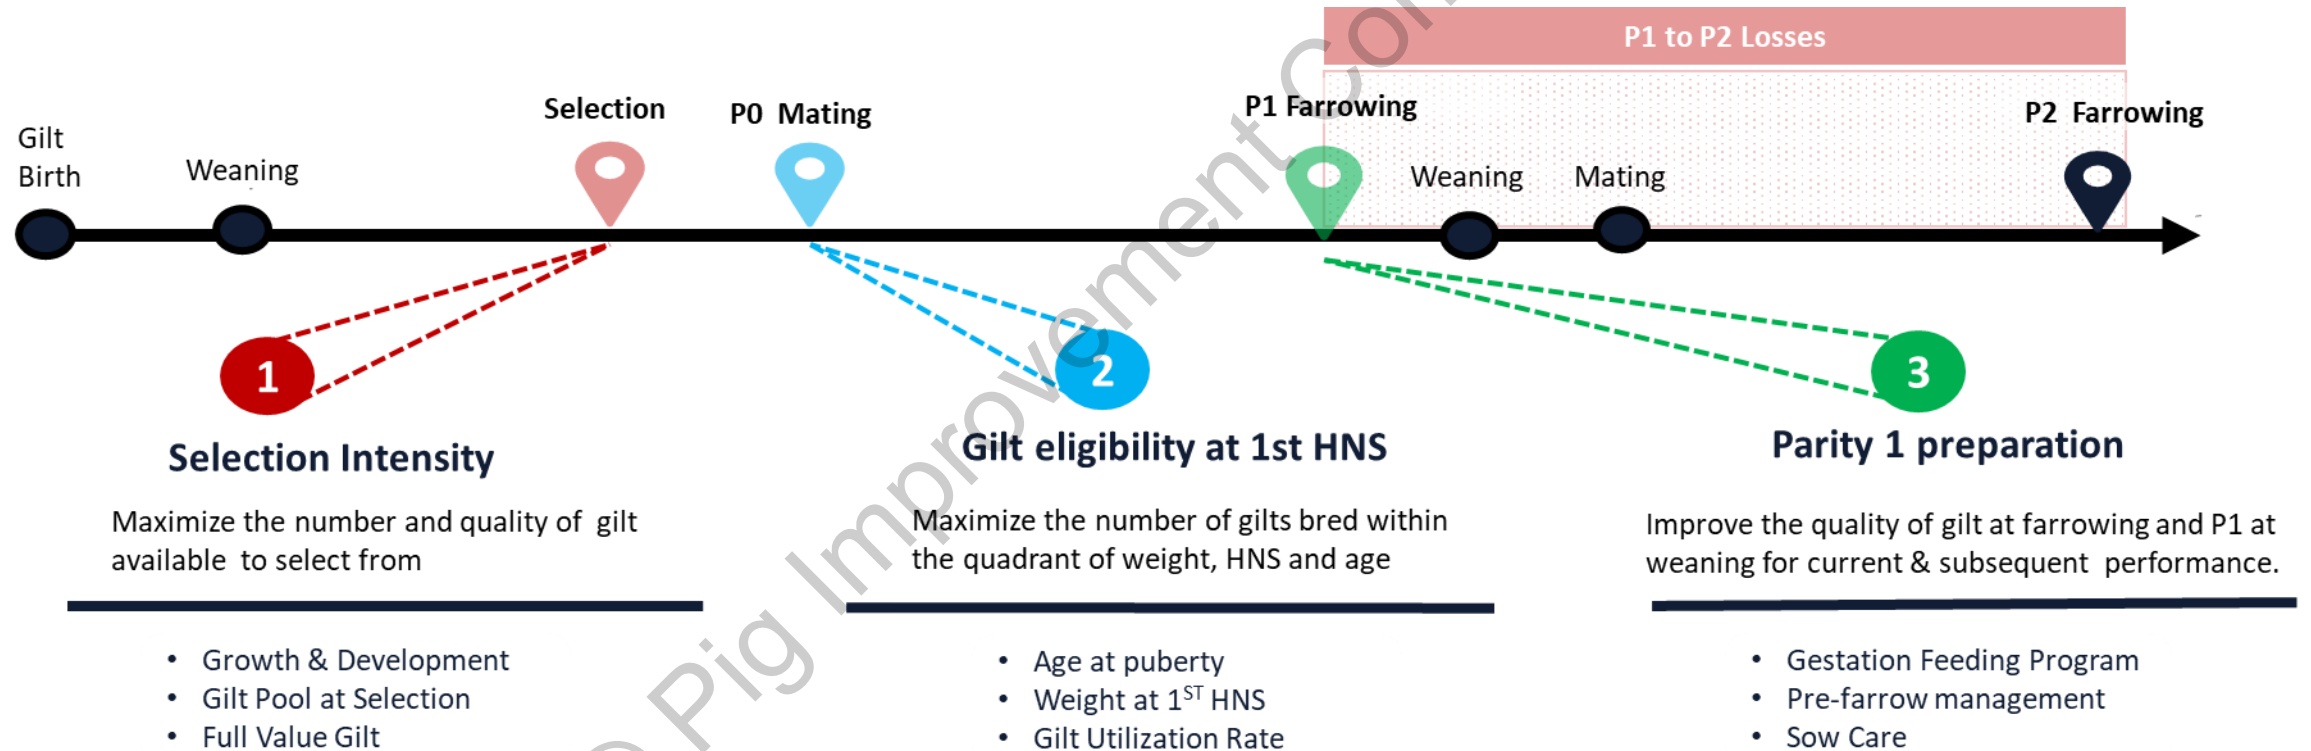 P1 to P2 Losses
Gilt
Birth
Weaning
Selection
P0 Mating
P1 Farrowing
Weaning
Mating
P2 Farrowing
1
2
3
Selection Intensity
Maximize the number and quality of gilt
available to select from
• Growth & Development
• Gilt Pool at Selection
• Full Value Gilt
Gilt eligibility at 1st HNS
Maximize the number of gilts bred within
the quadrant of weight, HNS and age
• Age at puberty
• Weight at 1ST HNS
• Gilt Utilization Rate
Parity 1 preparation
Improve the quality of gilt at farrowing and P1 at
weaning for current & subsequent performance.
• Gestation Feeding Program
• Pre-farrow management
• Sow Care
© Pig Improvement